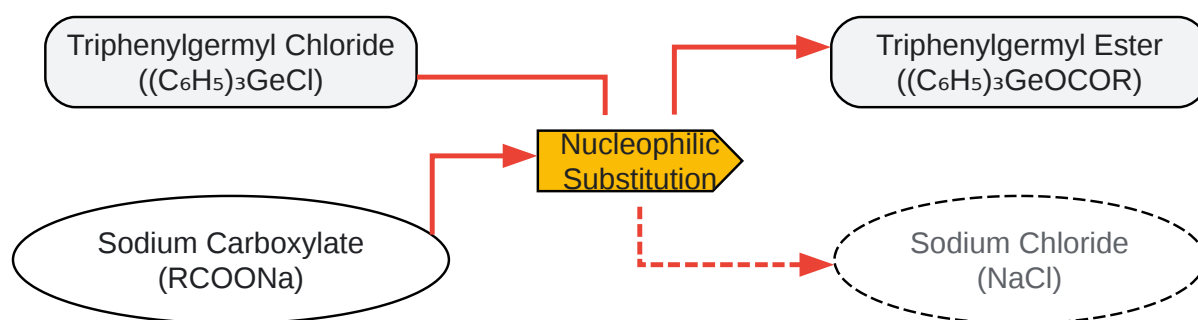 Triphenylgermyl Chloride
((C₆H₅)₃GeCl)
Triphenylgermyl Ester
((C₆H₅)₃GeOCOR)
Nucleophilic
Substitution
Sodium Carboxylate
(RCOONa)
Sodium Chloride
(NaCl)